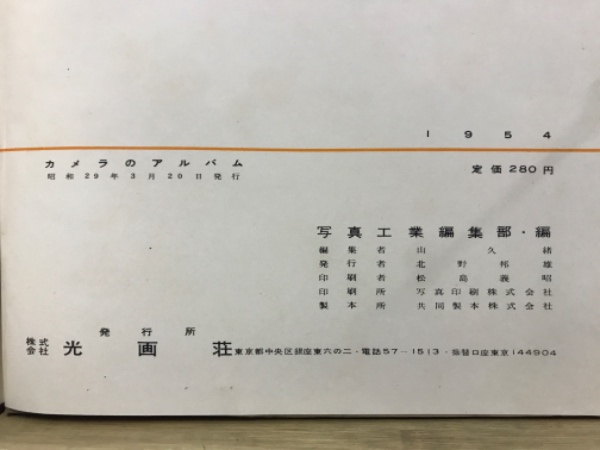 1954
カメラのアルバム
昭和29年3月20日発行
定価280円
写真工業編集部・編
編集者 山久緒
発行者 北野邦雄
印刷者 松島義昭
印刷所 写真印刷株式会社
製本所 共同製本株式会社
発行所
株式会社 光画荘 東京都中央区銀座東六の二・電話57-1513・振替口座東京144904